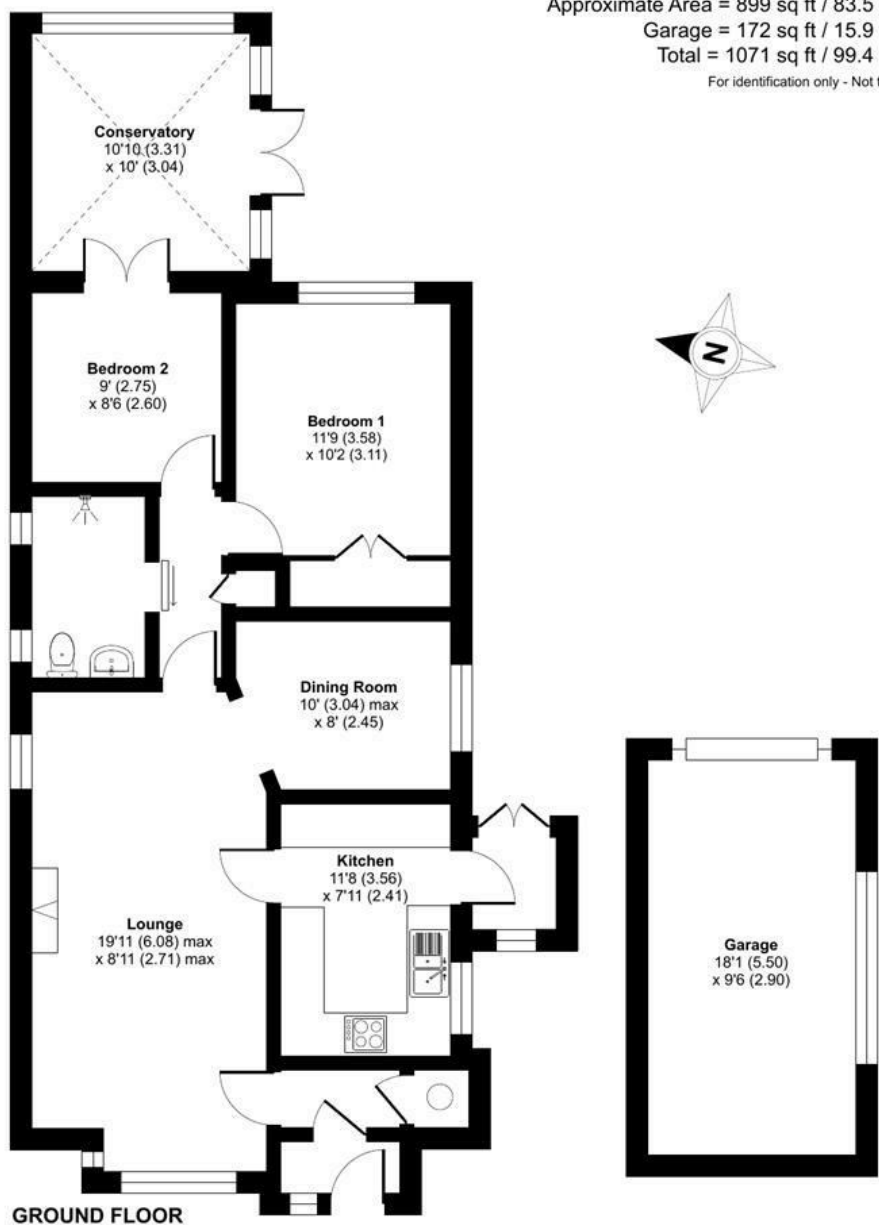 Approximate Area = 899 sq ft / 83.5
Garage = 172 sq ft / 15.9
Total = 1071 sq ft / 99.4
For identification only - Not t
Conservatory
10'10 (3.31)
x 10' (3.04)
Bedroom 2
9' (2.75)
x 8'6 (2.60)
Bedroom 1
11'9 (3.58)
x 10'2 (3.11)
N
Dining Room
10' (3.04) max
x 8' (2.45)
Kitchen
11'8 (3.56)
x 7'11 (2.41)
Lounge
19'11 (6.08) max
x 8'11 (2.71) max
Garage
18'1 (5.50)
x 9'6 (2.90)
GROUND FLOOR